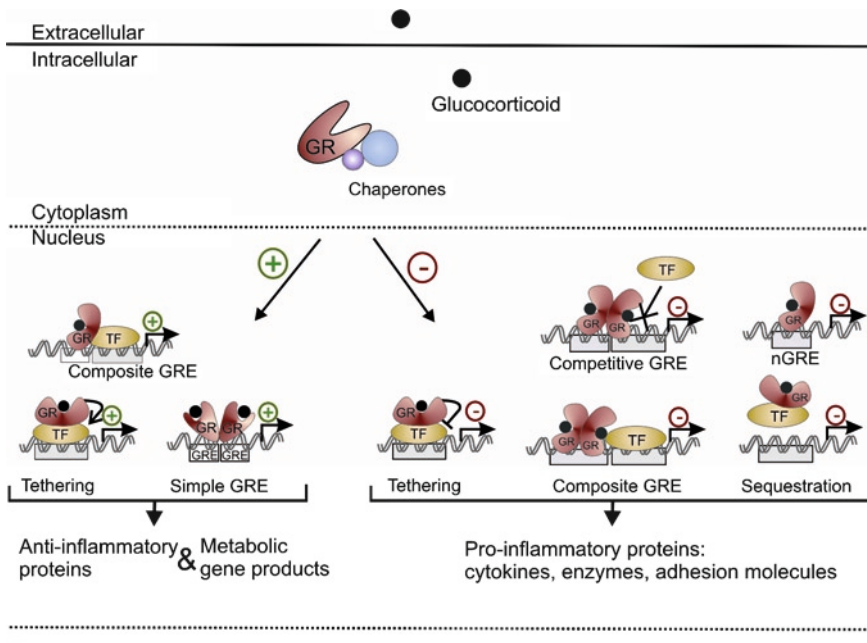 Extracellular
Intracellular
Glucocorticoid
GR
Chaperones
Cytoplasm
Nucleus
+
-
TF
GR
TF
+
Composite GRE
GR
GR
-
Competitive GRE
GR
-
nGRE
GR
TF
+
Tethering
GR
GR
+
GRE
GRE
Simple GRE
GR
TF
-
Tethering
GR
GR
TF
-
Composite GRE
GR
TF
-
Sequestration
Anti-inflammatory
proteins
&
Metabolic
gene products
Pro-inflammatory proteins:
cytokines, enzymes, adhesion molecules